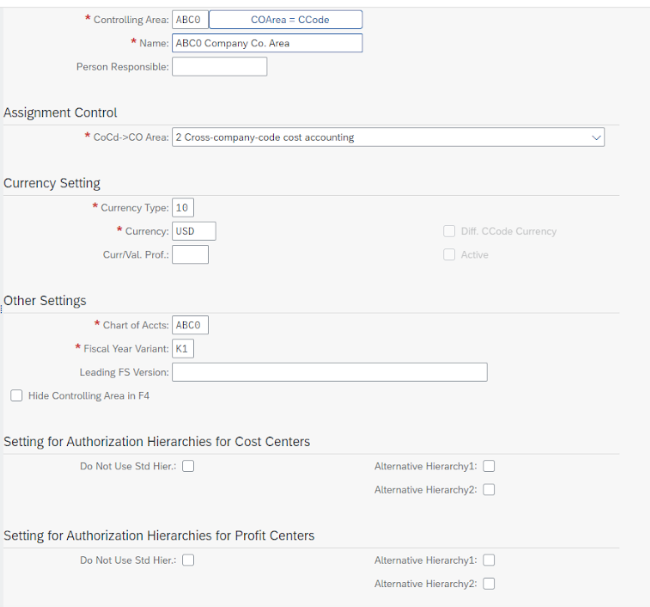 * Controlling Area: ABC0 COArea = CCode
* Name: ABC0 Company Co. Area
Person Responsible:
Assignment Control
* CoCd->CO Area: 2 Cross-company-code cost accounting
Currency Setting
* Currency Type: 10
* Currency: USD Diff. CCode Currency
Curr/Val. Prof.: Active
Other Settings
* Chart of Accts: ABC0
* Fiscal Year Variant: K1
Leading FS Version:
Hide Controlling Area in F4
Setting for Authorization Hierarchies for Cost Centers
Do Not Use Std Hier.: Alternative Hierarchy1:
Alternative Hierarchy2:
Setting for Authorization Hierarchies for Profit Centers
Do Not Use Std Hier.: Alternative Hierarchy1:
Alternative Hierarchy2: